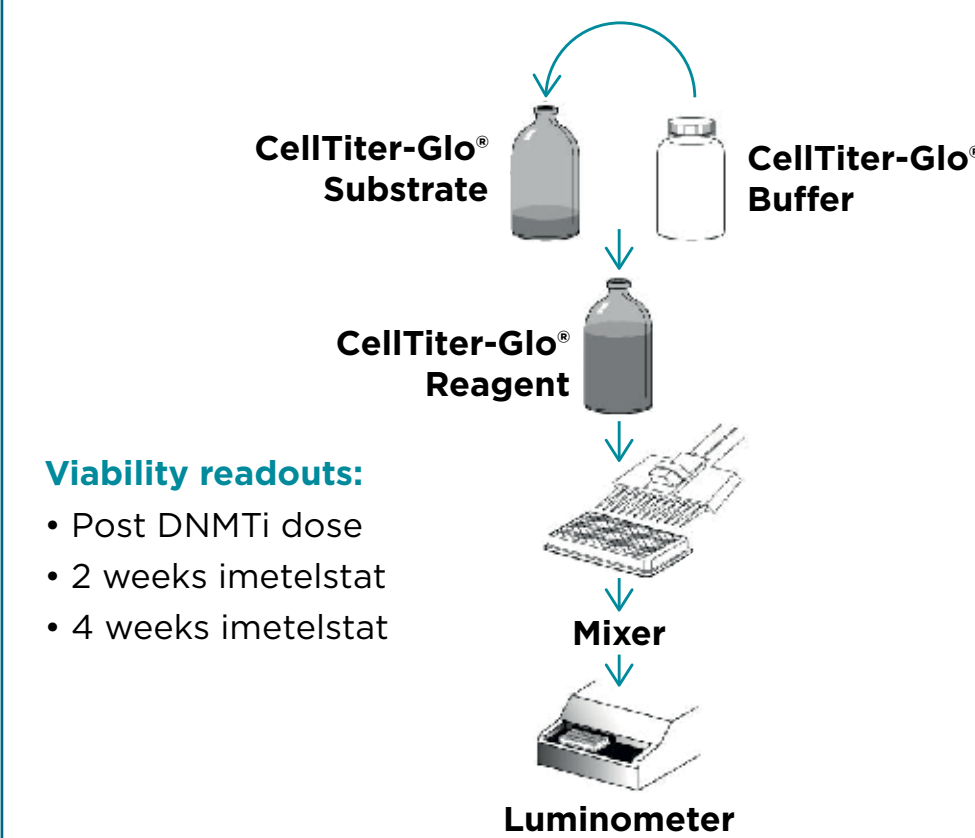 CellTiter-Glo®
Substrate
CellTiter-Glo®
Buffer
CellTiter-Glo®
Reagent
Viability readouts:
• Post DNMTi dose
• 2 weeks imetelstat
• 4 weeks imetelstat
Mixer
Luminometer